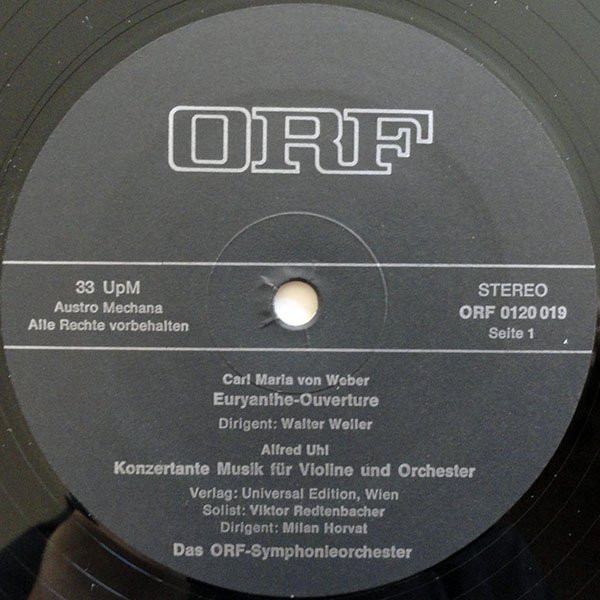 ORF
33 UpM
Austro Mechana
Alle Rechte vorbehalten
STEREO
ORF 0120 019
Seite 1
Carl Maria von Weber
Euryanthe-Ouverture
Dirigent: Walter Weller
Alfred Uhl
Konzertante Musik für Violine und Orchester
Verlag: Universal Edition, Wien
Solist: Viktor Redtenbacher
Dirigent: Milan Horvat
Das ORF-Symphonieorchester